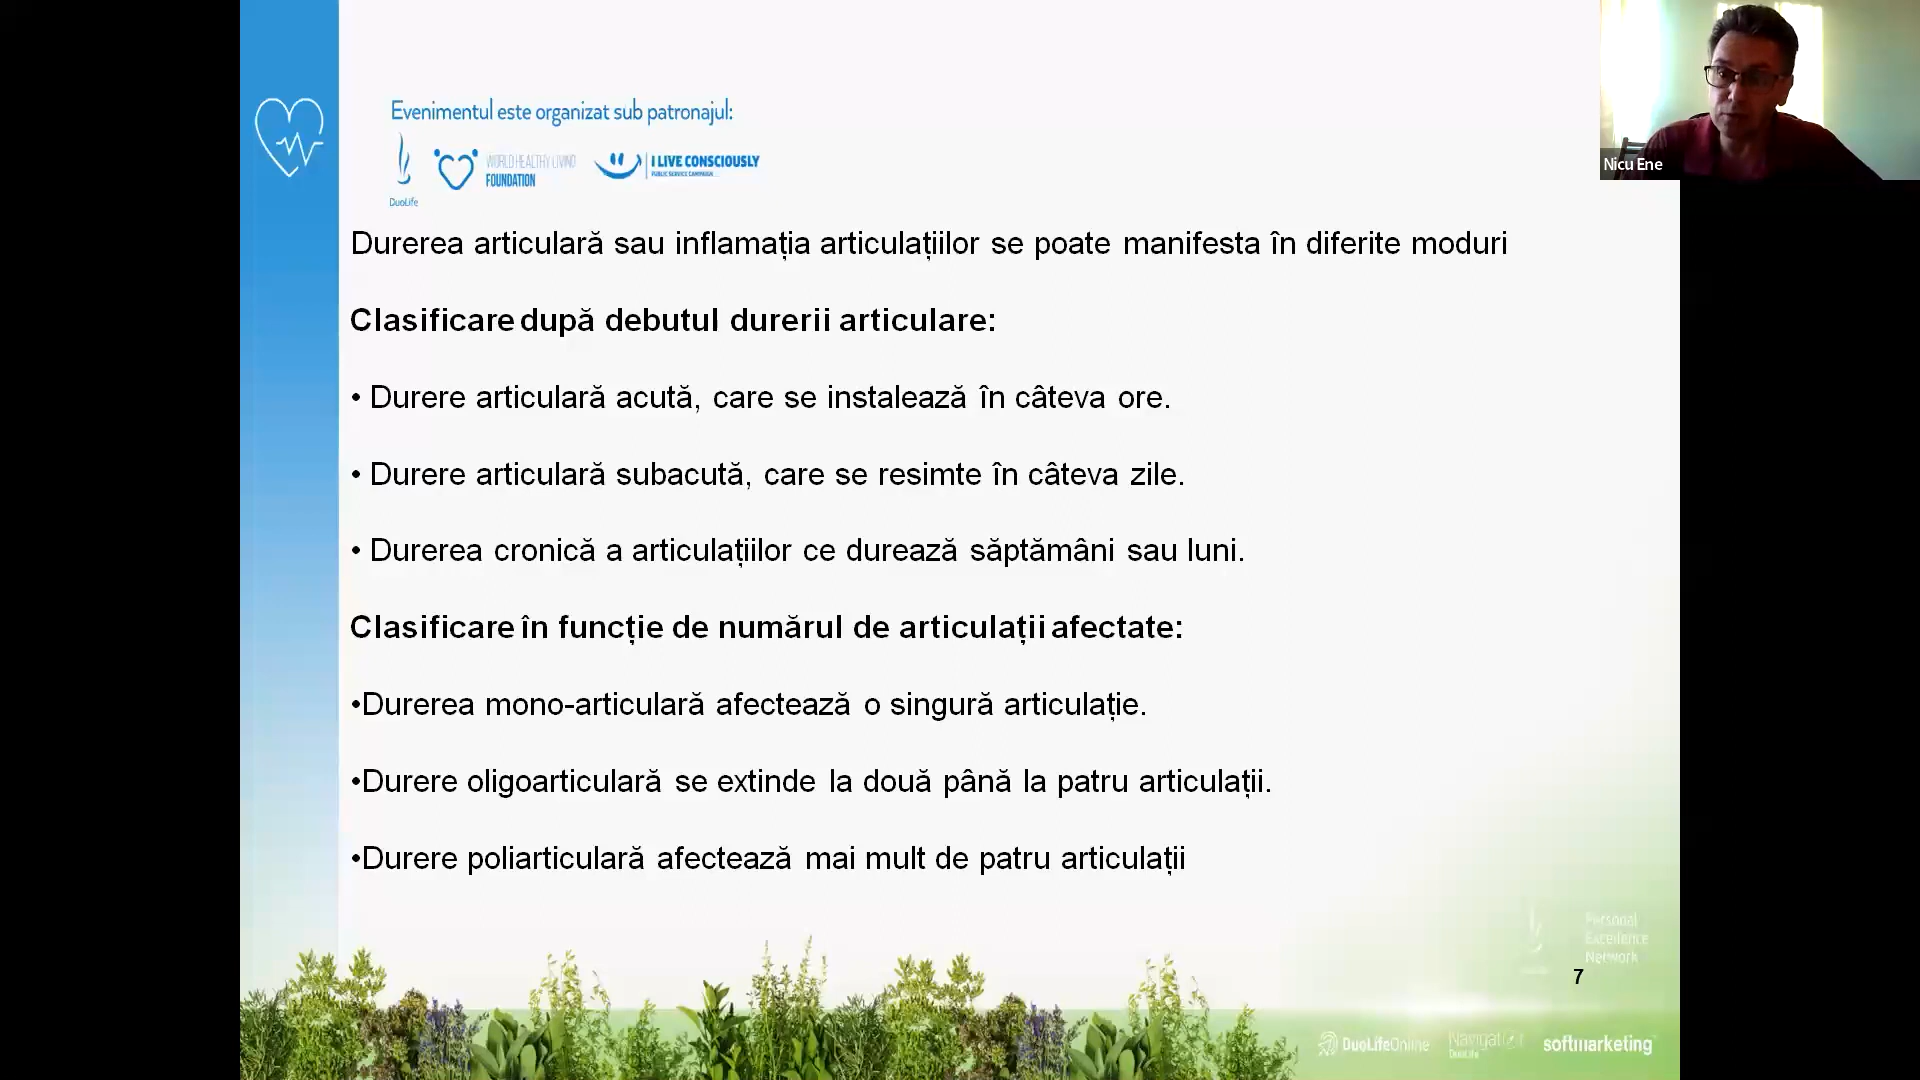 Nicu Ene
Evenimentul este organizat sub patronajul:
WORLD HEALTHY LIVING
FOUNDATION
I LIVE CONSCIOUSLY
PUBLIC SERVICE CAMPAIGN
DuoLife
Durerea articulară sau inflamația articulațiilor se poate manifesta în diferite moduri
Clasificare după debutul durerii articulare:
• Durere articulară acută, care se instalează în câteva ore.
• Durere articulară subacută, care se resimte în câteva zile.
• Durerea cronică a articulațiilor ce durează săptămâni sau luni.
Clasificare în funcție de numărul de articulații afectate:
•Durerea mono-articulară afectează o singură articulație.
•Durere oligoarticulară se extinde la două până la patru articulații.
•Durere poliarticulară afectează mai mult de patru articulații
Personal
Excellence
Network
7
DuoLifeOnline
Navigator
DuoLife
softmarketing